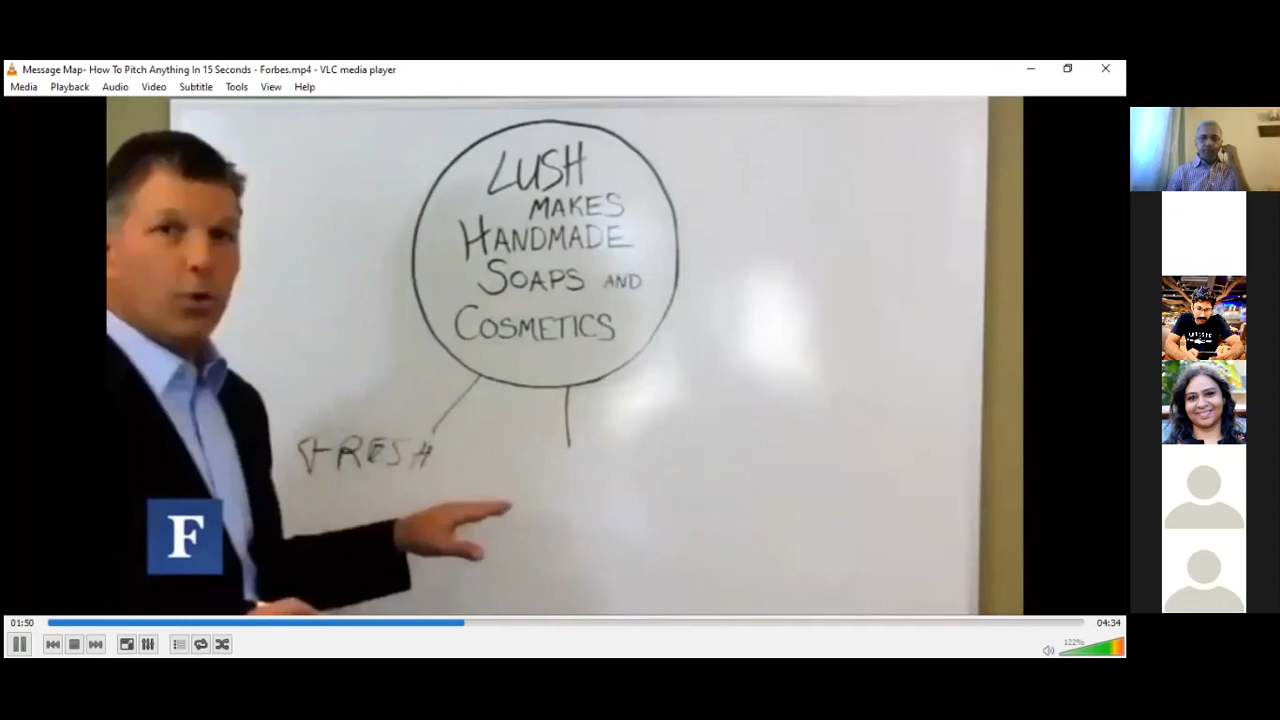 Message Map- How To Pitch Anything In 15 Seconds - Forbes.mp4 - VLC media player
Media Playback Audio Video Subtitle Tools View Help
LUSH
MAKES
HANDMADE
SOAPS AND
COSMETICS
FRESH
F
01:50
04:34
122%